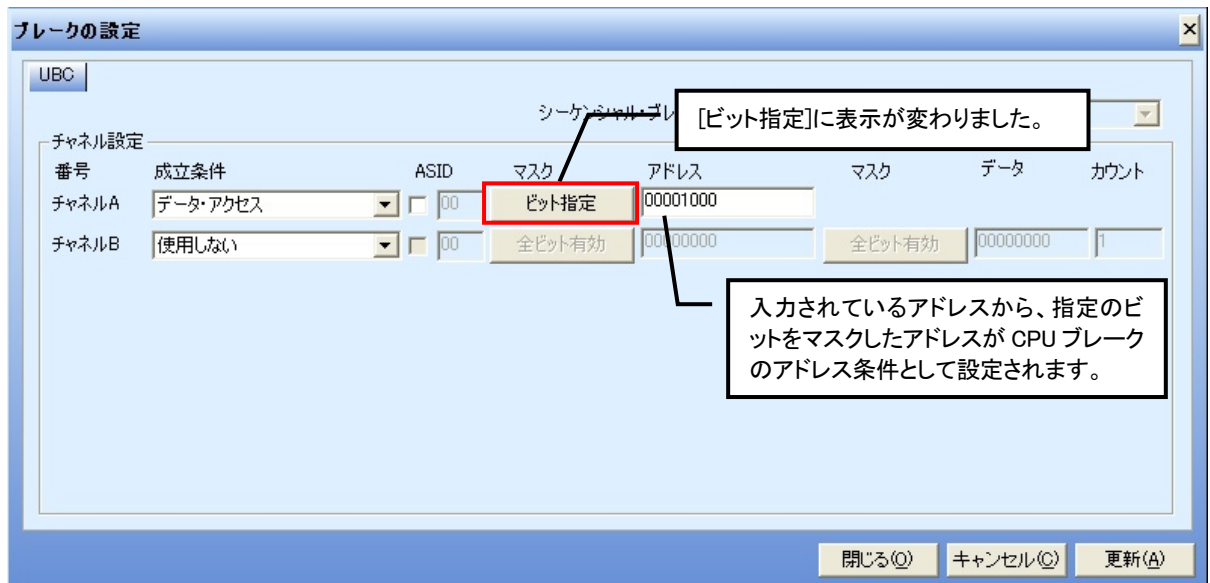 ブレークの設定
UBC
シーケンシャル・ブレ
[ビット指定]に表示が変わりました。
チャネル設定
番号 成立条件 ASID マスク アドレス マスク データ カウント
チャネルA データ・アクセス 00 ビット指定 00001000
チャネルB 使用しない 00 全ビット有効 00000000 全ビット有効 00000000 1
入力されているアドレスから、指定のビ
ットをマスクしたアドレスが CPU ブレーク
のアドレス条件として設定されます。
閉じる(O) キャンセル(C) 更新(A)